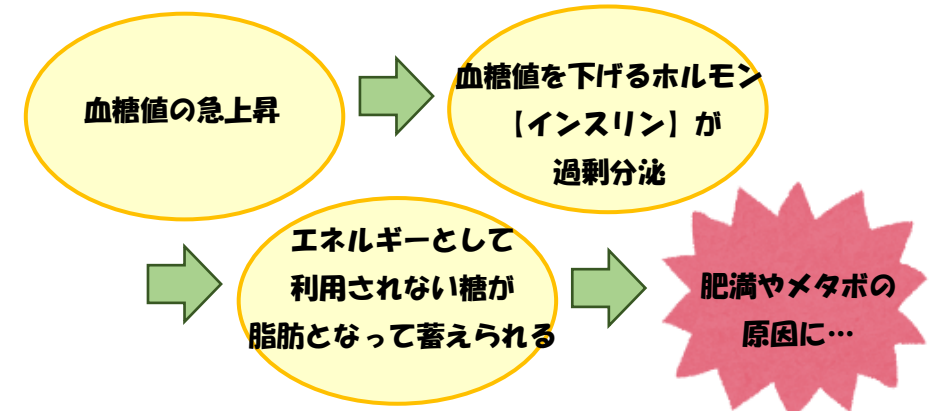 血糖値の急上昇
血糖値を下げるホルモン
【インスリン】が
過剰分泌
エネルギーとして
利用されない糖が
脂肪となって蓄えられる
肥満やメタボの
原因に…